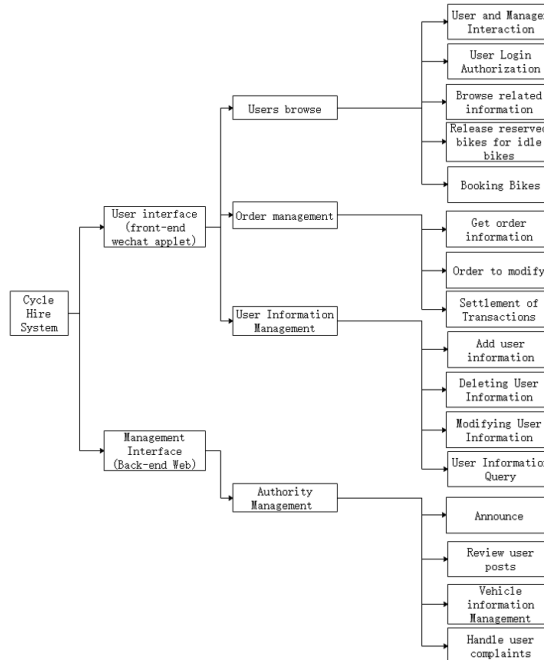 User and Manager
Interaction
User Login
Authorization
Browse related
information
Release reserved
bikes for idle
bikes
Booking Bikes
Users browse
Order management
Get order
information
Order to modify
Settlement of
Transactions
User interface
(front-end
wechat applet)
User Information
Management
Add user
information
Deleting User
Information
Modifying User
Information
User Information
Query
Cycle
Hire
System
Management
Interface
(Back-end Web)
Authority
Management
Announce
Review user
posts
Vehicle
information
Management
Handle user
complaints